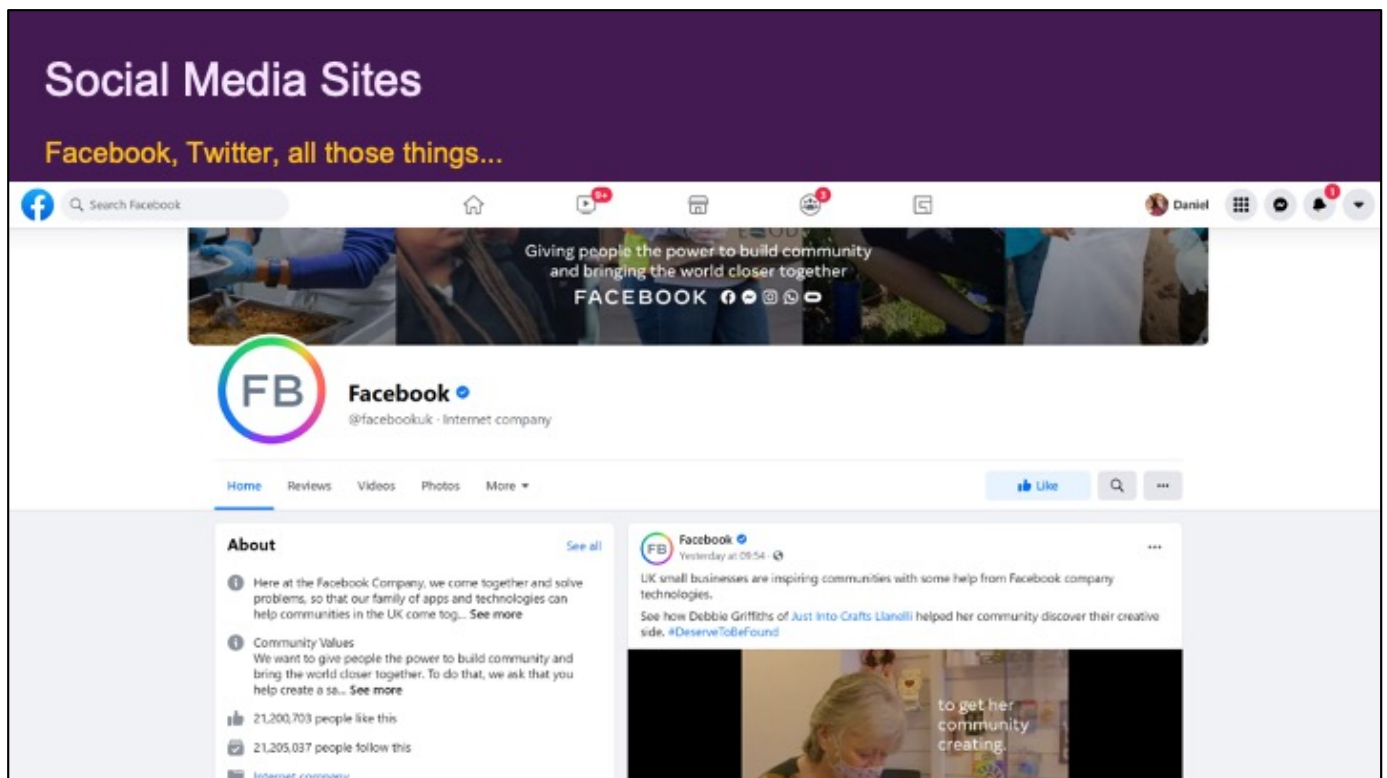 Social Media Sites
Facebook, Twitter, all those things...
Search Facebook
9+
3
Daniel
1
Giving people the power to build community
and bringing the world closer together
FACEBOOK
FB
Facebook
@facebookuk · Internet company
Home Reviews Videos Photos More
Like
About
See all
Here at the Facebook Company, we come together and solve
problems, so that our family of apps and technologies can
help communities in the UK come tog... See more
Community Values
We want to give people the power to build community and
bring the world closer together. To do that, we ask that you
help create a sa... See more
21,200,703 people like this
21,205,037 people follow this
Internet company
FB
Facebook
Yesterday at 09:54 ·
UK small businesses are inspiring communities with some help from Facebook company
technologies.
See how Debbie Griffiths of Just Into Crafts Llanelli helped her community discover their creative
side. #DeserveToBeFound
to get her
community
creating.